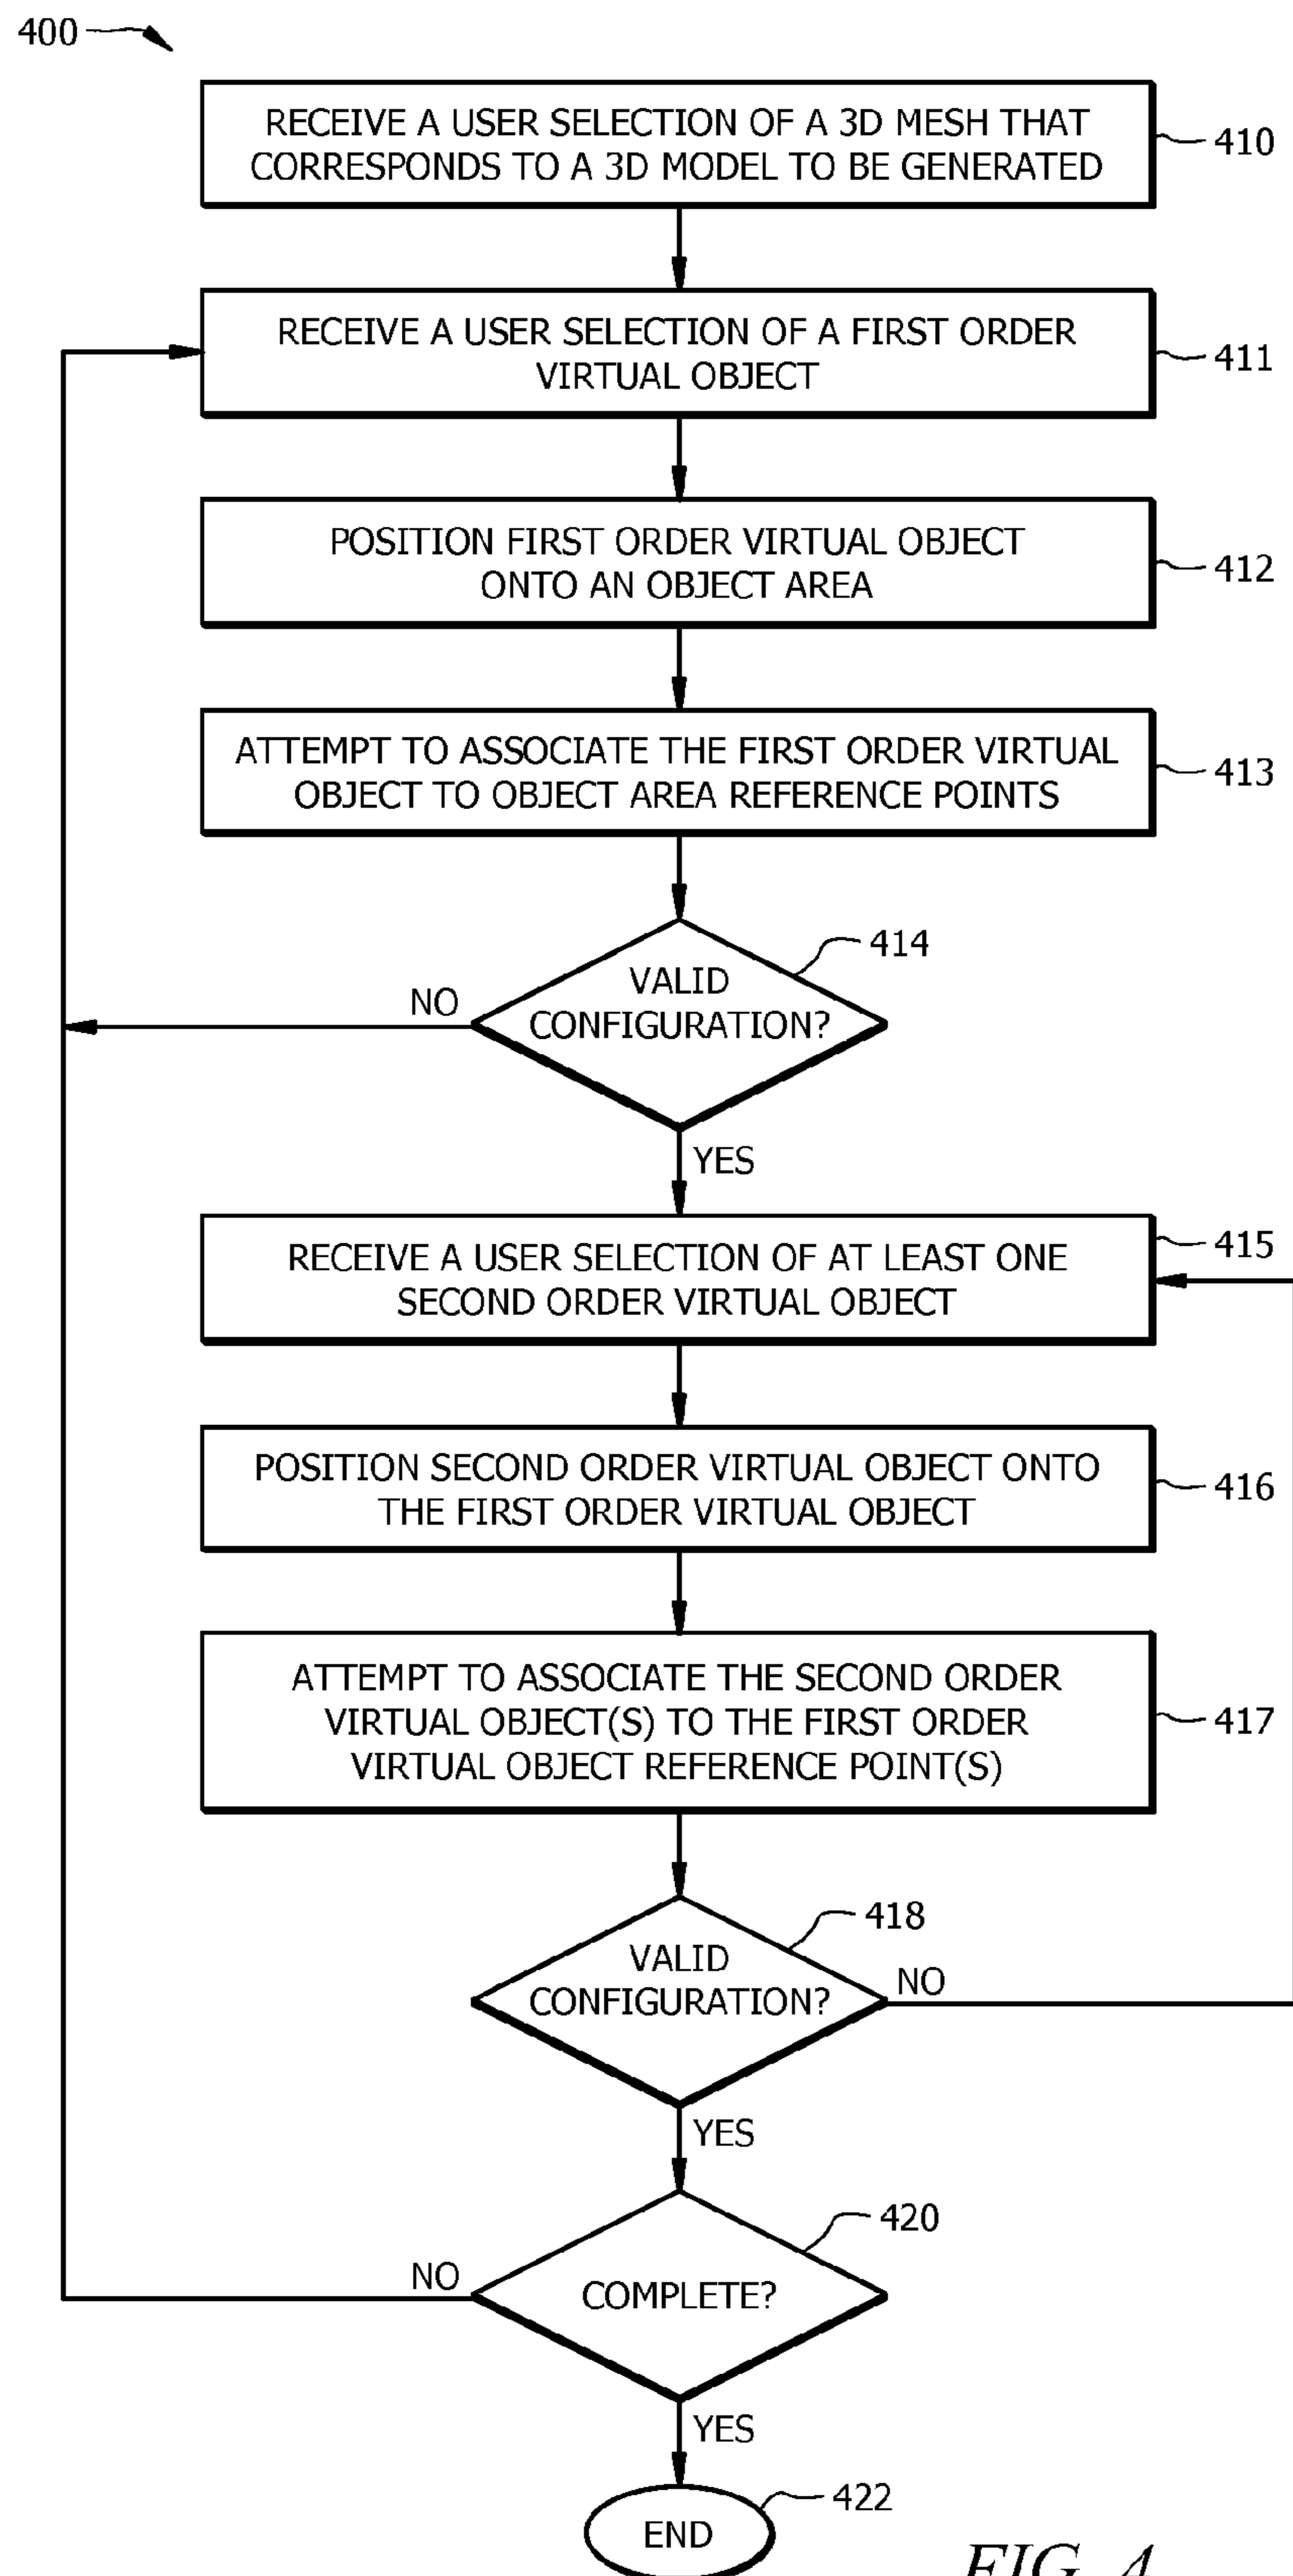 400
RECEIVE A USER SELECTION OF A 3D MESH THAT
CORRESPONDS TO A 3D MODEL TO BE GENERATED
410
RECEIVE A USER SELECTION OF A FIRST ORDER
VIRTUAL OBJECT
411
POSITION FIRST ORDER VIRTUAL OBJECT
ONTO AN OBJECT AREA
412
ATTEMPT TO ASSOCIATE THE FIRST ORDER VIRTUAL
OBJECT TO OBJECT AREA REFERENCE POINTS
413
414
VALID
CONFIGURATION?
NO
YES
RECEIVE A USER SELECTION OF AT LEAST ONE
SECOND ORDER VIRTUAL OBJECT
415
POSITION SECOND ORDER VIRTUAL OBJECT ONTO
THE FIRST ORDER VIRTUAL OBJECT
416
ATTEMPT TO ASSOCIATE THE SECOND ORDER
VIRTUAL OBJECT(S) TO THE FIRST ORDER
VIRTUAL OBJECT REFERENCE POINT(S)
417
418
VALID
CONFIGURATION?
NO
YES
420
COMPLETE?
NO
YES
422
END
FIG. 4